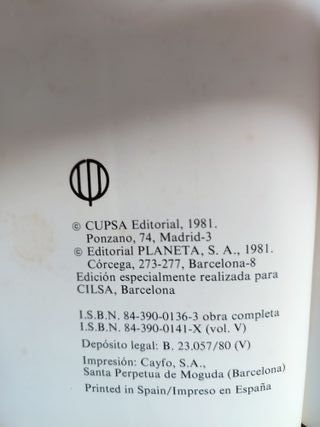 © CUPSA Editorial, 1981.
Ponzano, 74, Madrid-3
© Editorial PLANETA, S. A., 1981.
Córcega, 273-277, Barcelona-8
Edición especialmente realizada para
CILSA, Barcelona
I.S.B.N. 84-390-0136-3 obra completa
I.S.B.N. 84-390-0141-X (vol. V)
Depósito legal: B. 23.057/80 (V)
Impresión: Cayfo, S.A.,
Santa Perpetua de Moguda (Barcelona)
Printed in Spain/Impreso en España